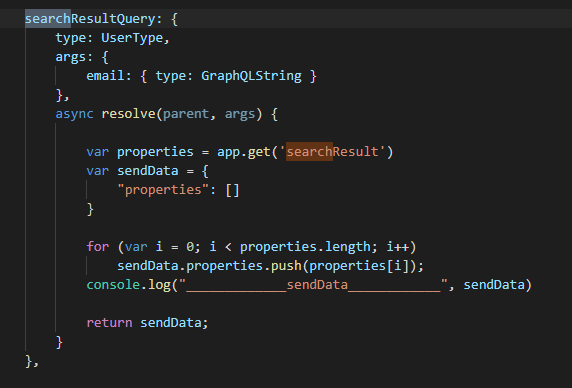 searchResultQuery: {
    type: UserType,
    args: {
        email: { type: GraphQLString }
    },
    async resolve(parent, args) {
        var properties = app.get('searchResult')
        var sendData = {
            "properties": []
        }
        for (var i = 0; i < properties.length; i++)
            sendData.properties.push(properties[i]);
        console.log("_____________sendData____________", sendData)
        return sendData;
    }
},